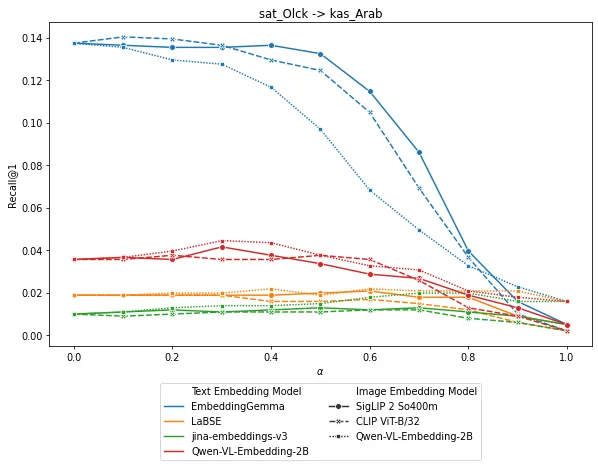 sat_Olck -> kas_Arab
0.14
0.12
0.10
0.08
0.06
0.04
0.02
0.00
Recall@1
0.0 0.2 0.4 0.6 0.8 1.0
α
Text Embedding Model Image Embedding Model
EmbeddingGemma SigLIP 2 So400m
LaBSE CLIP ViT-B/32
jina-embeddings-v3 Qwen-VL-Embedding-2B
Qwen-VL-Embedding-2B